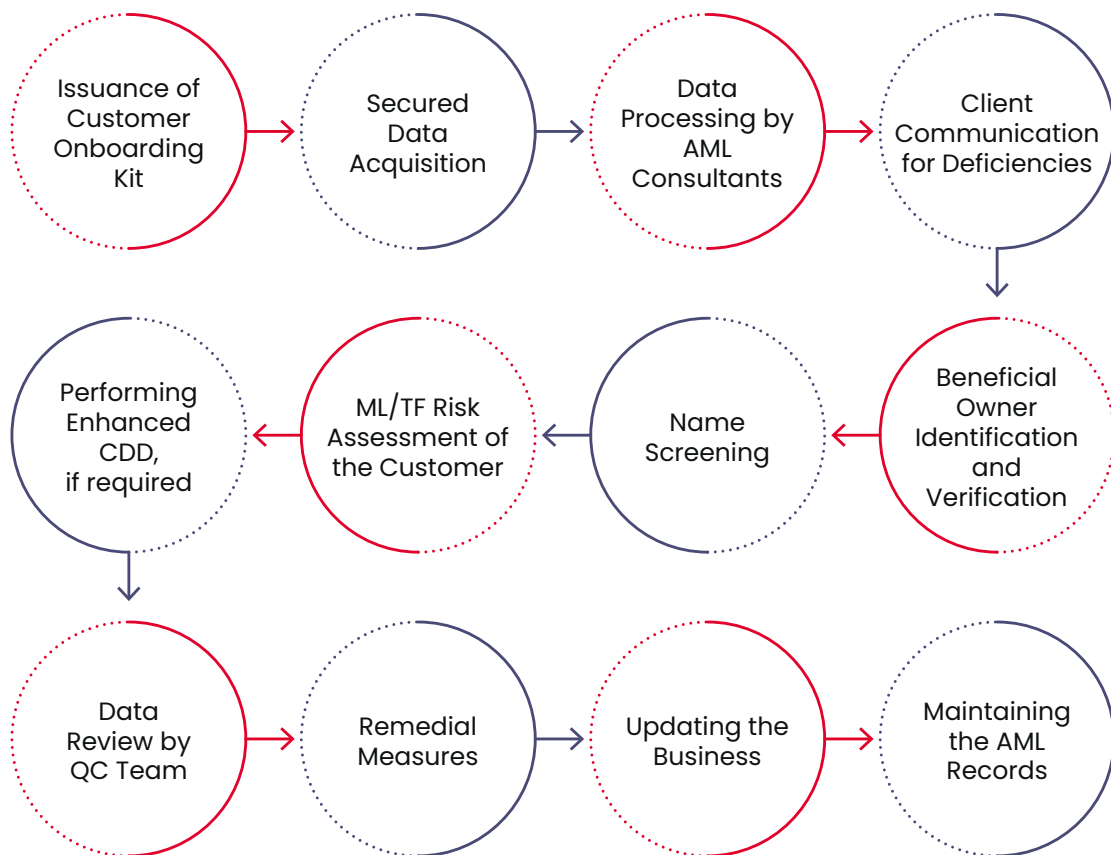 Issuance of
Customer
Onboarding
Kit
Secured
Data
Acquisition
Data
Processing by
AML
Consultants
Client
Communication
for Deficiencies
Beneficial
Owner
Identification
and
Verification
Name
Screening
ML/TF Risk
Assessment of
the Customer
Performing
Enhanced
CDD,
if required
Data
Review by
QC Team
Remedial
Measures
Updating the
Business
Maintaining
the AML
Records